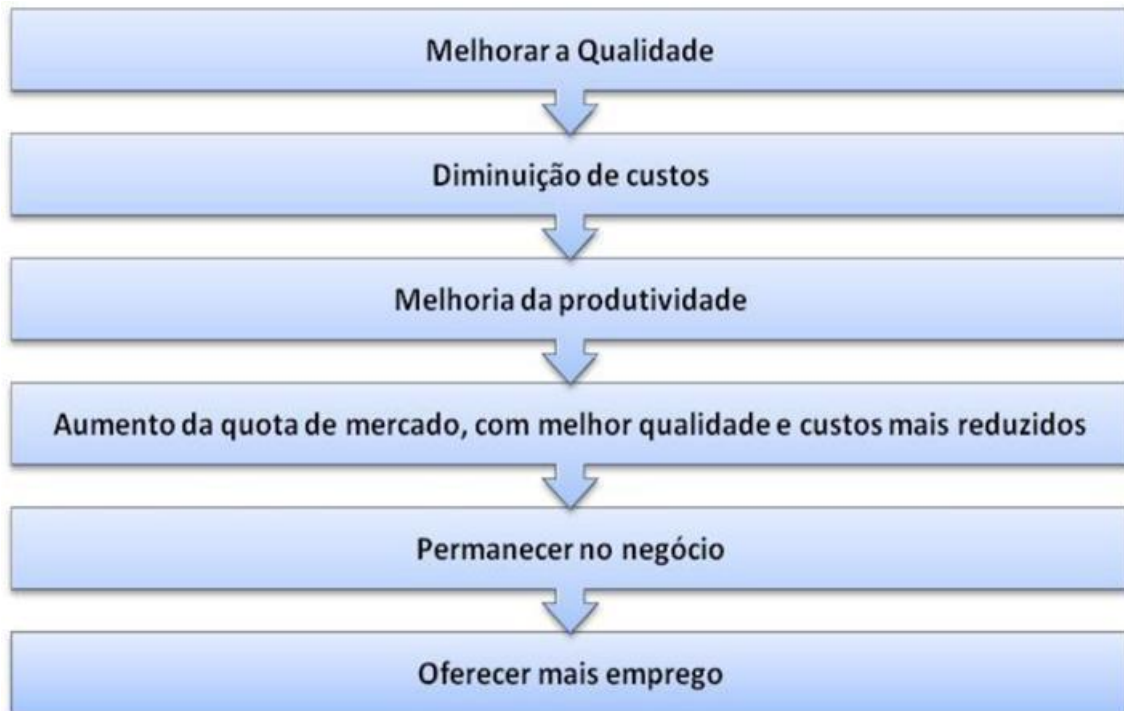 Melhorar a Qualidade
Diminuição de custos
Melhoria da produtividade
Aumento da quota de mercado, com melhor qualidade e custos mais reduzidos
Permanecer no negócio
Oferecer mais emprego